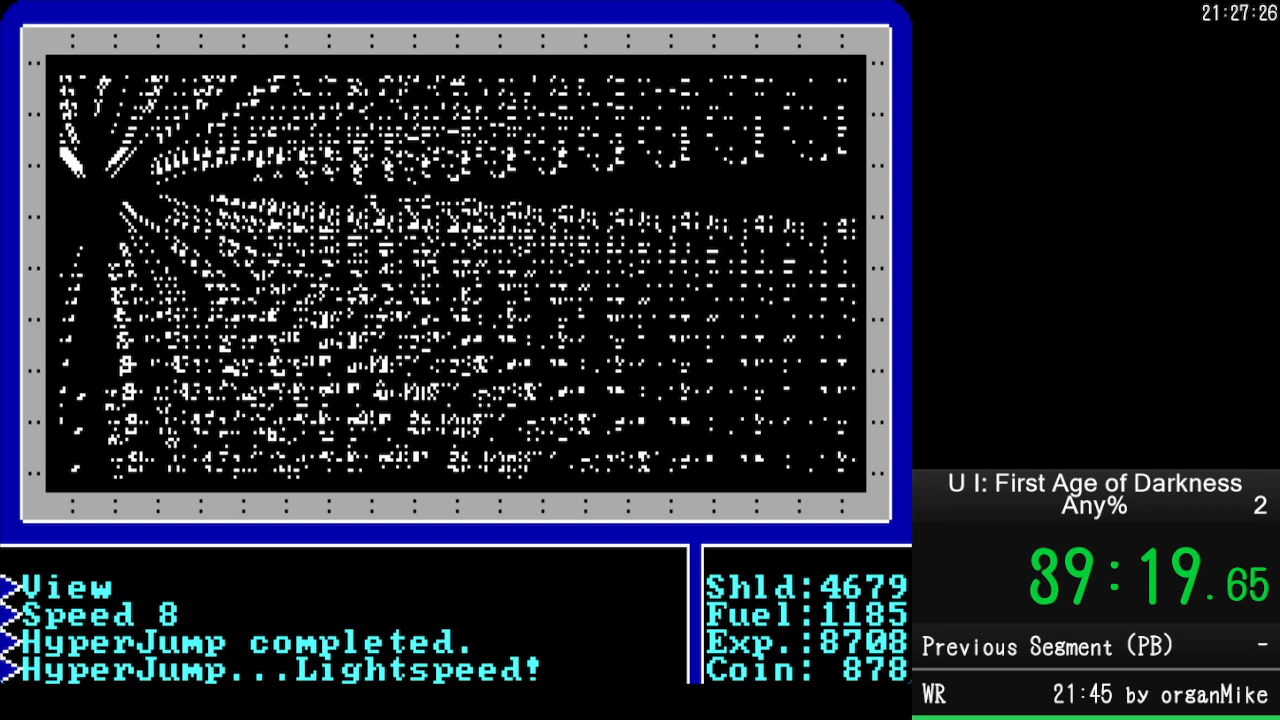 21:27:26
View
Speed 8
HyperJump completed.
HyperJump...Lightspeed!
Shld:4679
Fuel:1185
Exp.:8708
Coin: 878
U I: First Age of Darkness
Any% 2
39:19.65
Previous Segment (PB) -
WR 21:45 by organMike